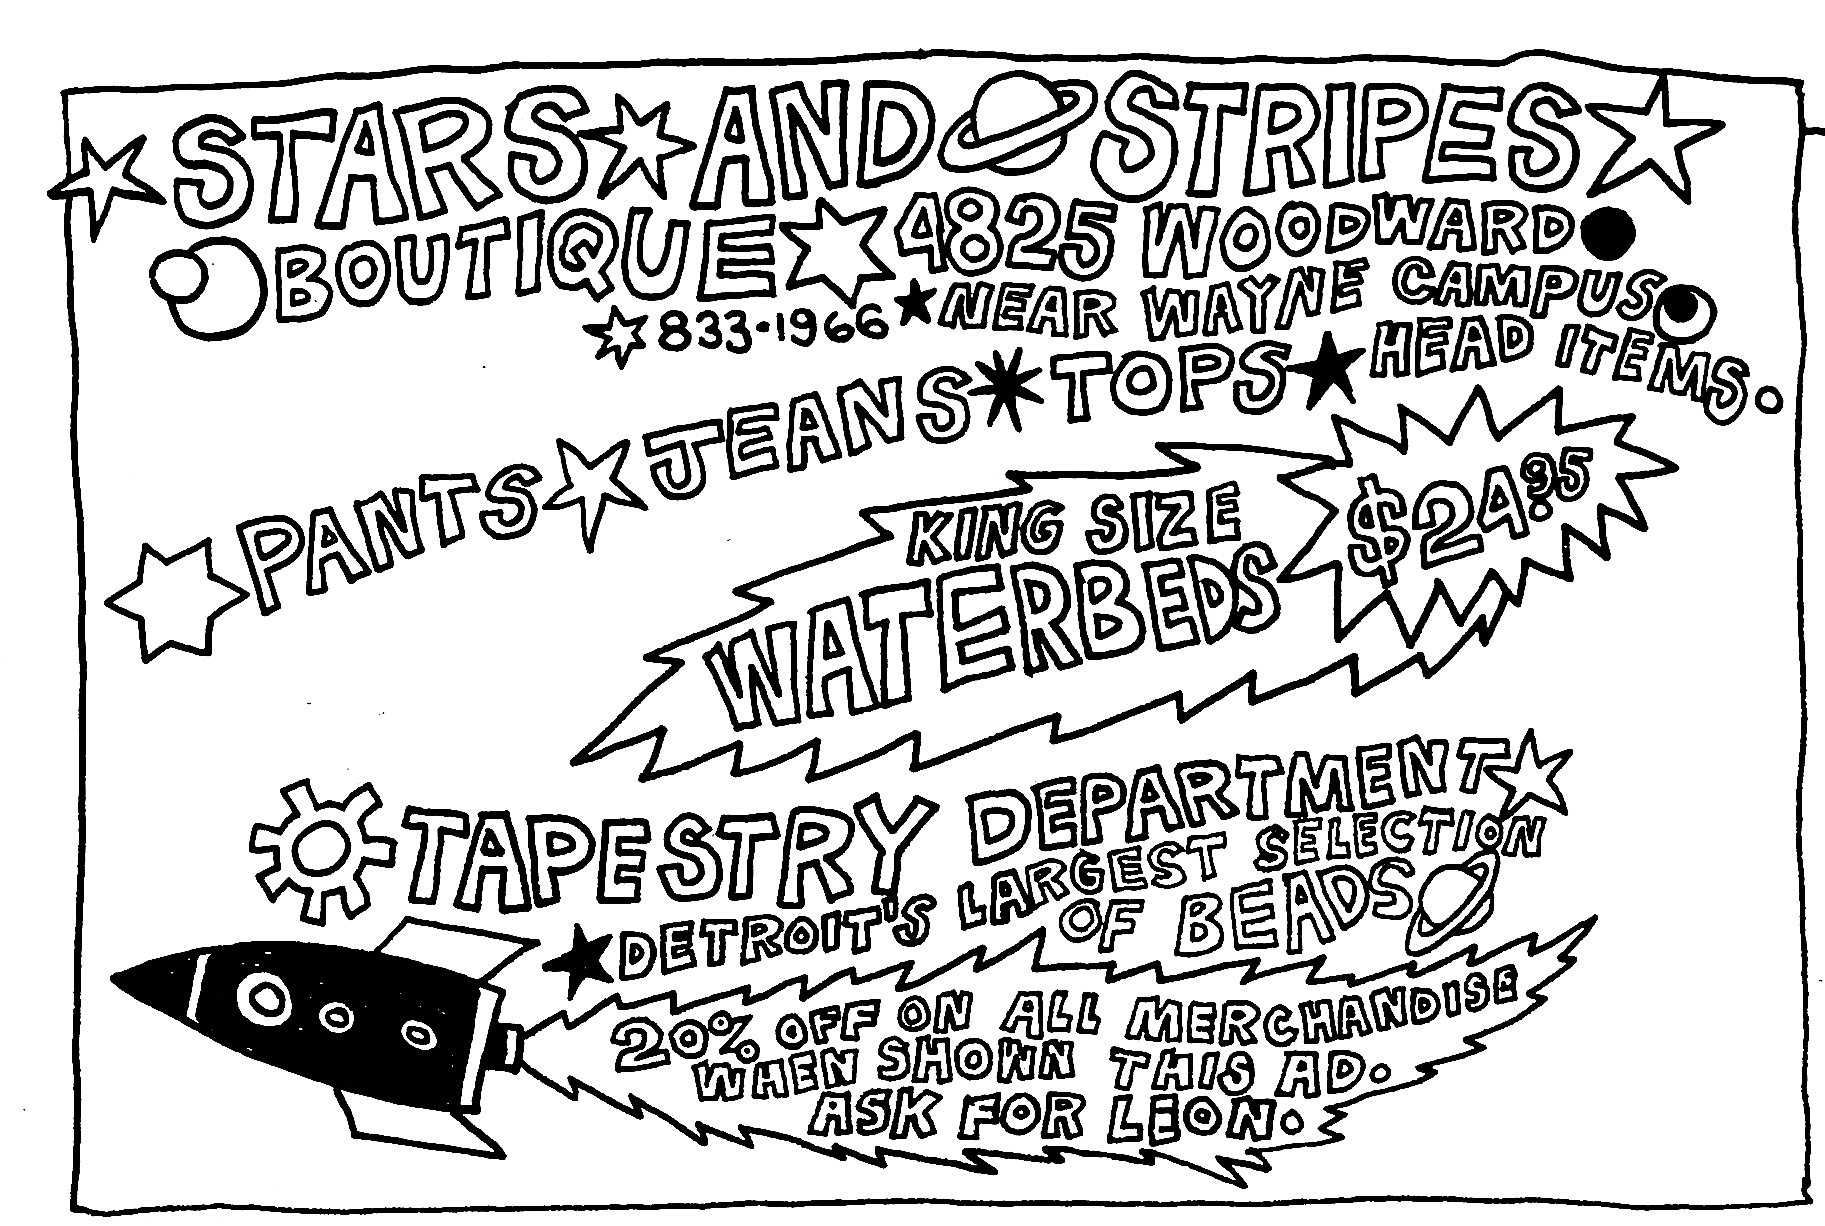 STARS AND STRIPES
BOUTIQUE 4825 WOODWARD
833-1966 NEAR WAYNE CAMPUS
PANTS JEANS TOPS HEAD ITEMS.
KING SIZE
WATERBEDS $24.95
TAPESTRY DEPARTMENT
DETROIT'S LARGEST SELECTION
OF BEADS
20% OFF ON ALL MERCHANDISE
WHEN SHOWN THIS AD.
ASK FOR LEON.